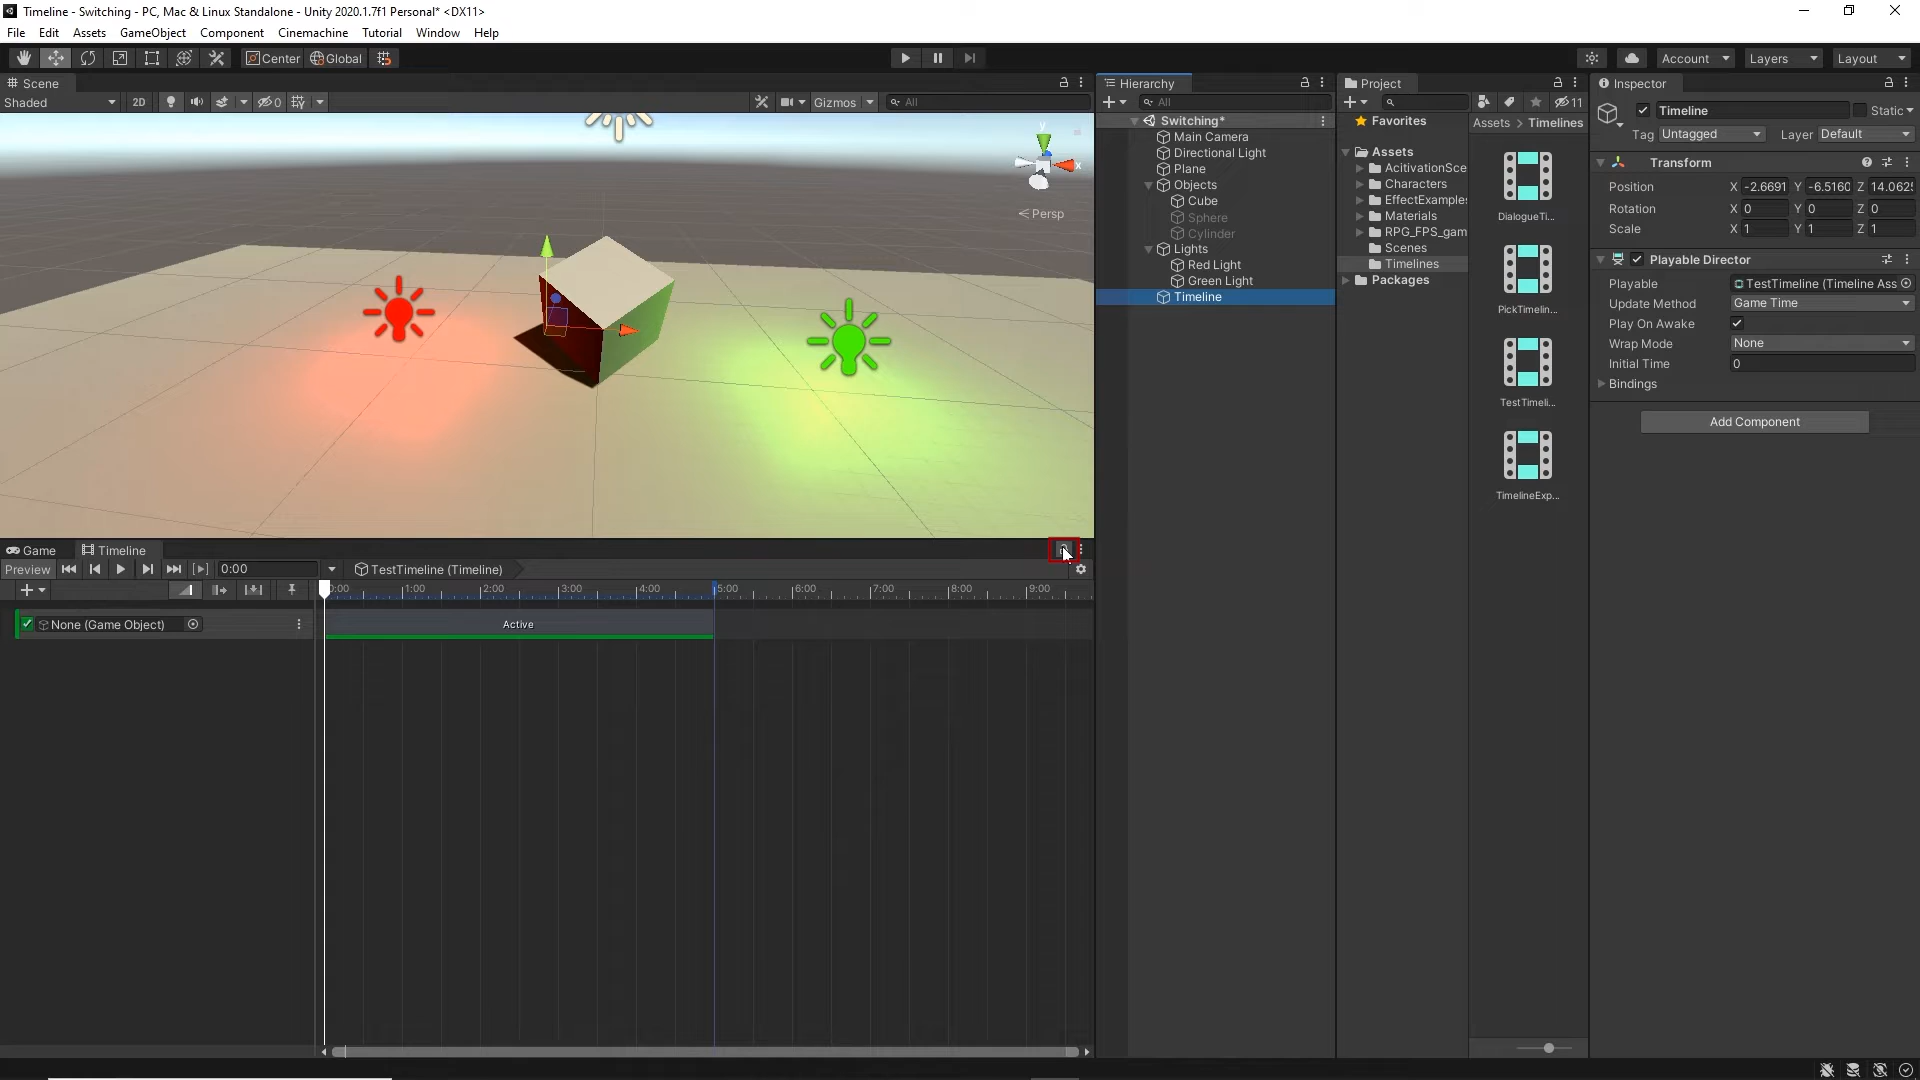 Timeline - Switching - PC, Mac & Linux Standalone - Unity 2020.1.7f1 Personal* <DX11>
File Edit Assets GameObject Component Cinemachine Tutorial Window Help
Center Global
Account Layers Layout
Scene
Shaded 2D 0 Gizmos All
y
x
Persp
Hierarchy
All
Switching*
Main Camera
Directional Light
Plane
Objects
Cube
Sphere
Cylinder
Lights
Red Light
Green Light
Timeline
Project
11
Favorites
Assets
AcitivationSce
Characters
EffectExamples
Materials
RPG_FPS_gam
Scenes
Timelines
Packages
Assets > Timelines
DialogueTi...
PickTimelin...
TestTimeli...
TimelineExp...
Inspector
Timeline Static
Tag Untagged Layer Default
Transform
Position X -2.6691 Y -6.5160 Z 14.0625
Rotation X 0 Y 0 Z 0
Scale X 1 Y 1 Z 1
Playable Director
Playable TestTimeline (Timeline Ass
Update Method Game Time
Play On Awake
Wrap Mode None
Initial Time 0
Bindings
Add Component
Game Timeline
Preview 0:00 TestTimeline (Timeline)
0:00 1:00 2:00 3:00 4:00 5:00 6:00 7:00 8:00 9:00
None (Game Object) Active